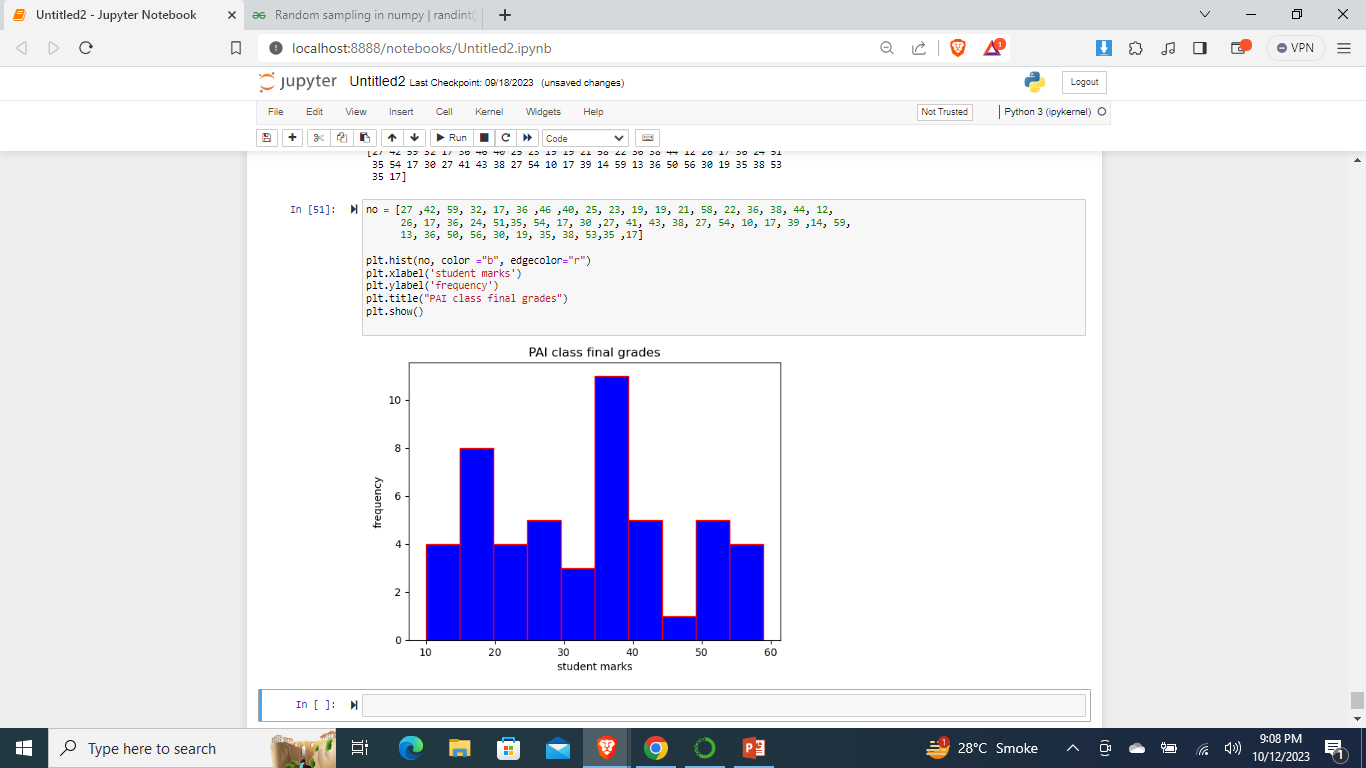 Untitled2 - Jupyter Notebook
Random sampling in numpy | randint()
localhost:8888/notebooks/Untitled2.ipynb
1
VPN
jupyter Untitled2 Last Checkpoint: 09/18/2023 (unsaved changes)
Logout
File Edit View Insert Cell Kernel Widgets Help
Not Trusted
Python 3 (ipykernel)
Run
Code
35 54 17 30 27 41 43 38 27 54 10 17 39 14 59 13 36 50 56 30 19 35 38 53
35 17]
In [51]:
no = [27 ,42, 59, 32, 17, 36 ,46 ,40, 25, 23, 19, 19, 21, 58, 22, 36, 38, 44, 12,
26, 17, 36, 24, 51,35, 54, 17, 30 ,27, 41, 43, 38, 27, 54, 10, 17, 39 ,14, 59,
13, 36, 50, 56, 30, 19, 35, 38, 53,35 ,17]
plt.hist(no, color ="b", edgecolor="r")
plt.xlabel('student marks')
plt.ylabel('frequency')
plt.title("PAI class final grades")
plt.show()
PAI class final grades
10
8
6
4
2
0
frequency
10 20 30 40 50 60
student marks
In [ ]:
Type here to search
1
28°C Smoke
9:08 PM
10/12/2023
1